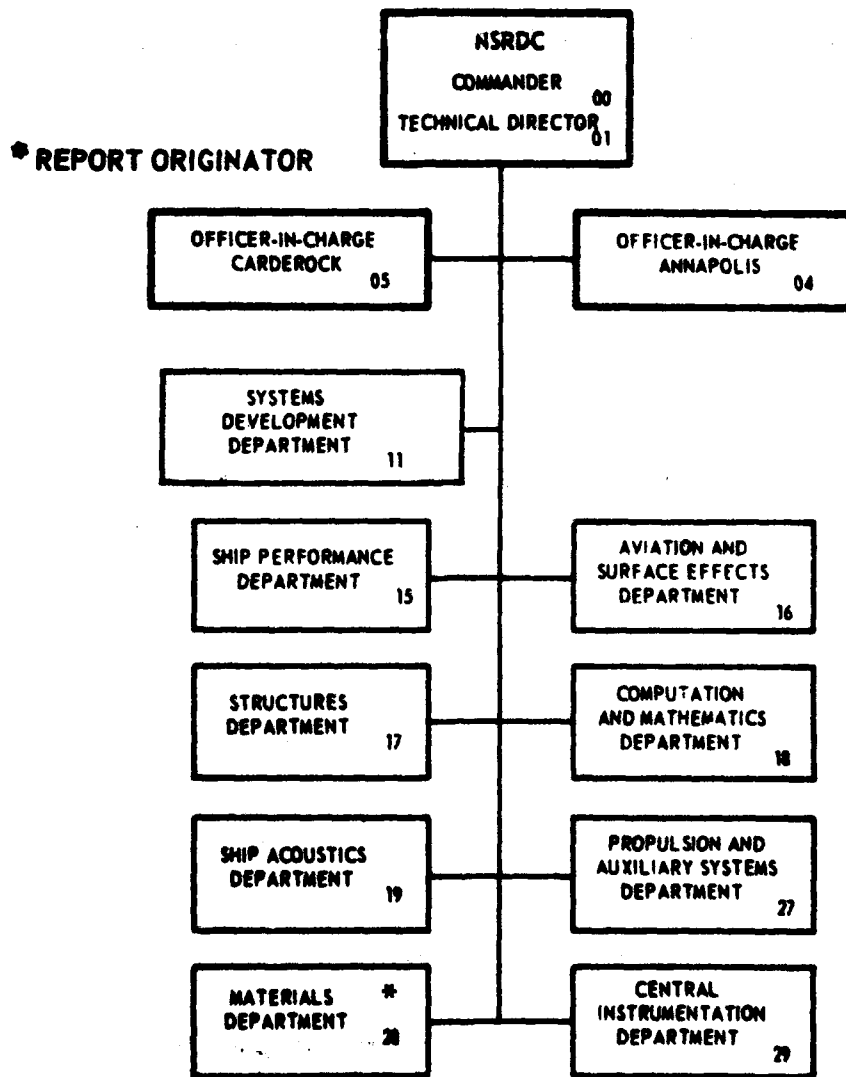 NSRDC
COMMANDER
00
TECHNICAL DIRECTOR
01
* REPORT ORIGINATOR
OFFICER-IN-CHARGE
CARDEROCK
05
OFFICER-IN-CHARGE
ANNAPOLIS
04
SYSTEMS
DEVELOPMENT
DEPARTMENT
11
SHIP PERFORMANCE
DEPARTMENT
15
AVIATION AND
SURFACE EFFECTS
DEPARTMENT
16
STRUCTURES
DEPARTMENT
17
COMPUTATION
AND MATHEMATICS
DEPARTMENT
18
SHIP ACOUSTICS
DEPARTMENT
19
PROPULSION AND
AUXILIARY SYSTEMS
DEPARTMENT
27
MATERIALS *
DEPARTMENT
28
CENTRAL
INSTRUMENTATION
DEPARTMENT
29